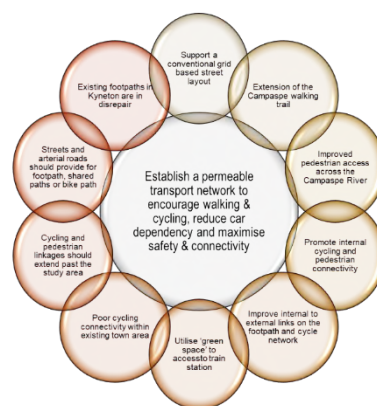 Support a
conventional grid
based street
layout
Extension of the
Campaspe walking
trail
Improved
pedestrian access
across the
Campaspe River
Promote internal
cycling and
pedestrian
connectivity
Improve internal to
external links on the
footpath and cycle
network
Utilise 'green
space' to
accessto train
station
Poor cycling
connectivity within
existing town area
Cycling and
pedestrian
linkages should
extend past the
study area
Streets and
arterial roads
should provide for
footpath, shared
paths or bike path
Existing footpaths in
Kyneton are in
disrepair
Establish a permeable
transport network to
encourage walking &
cycling, reduce car
dependency and maximise
safety & connectivity